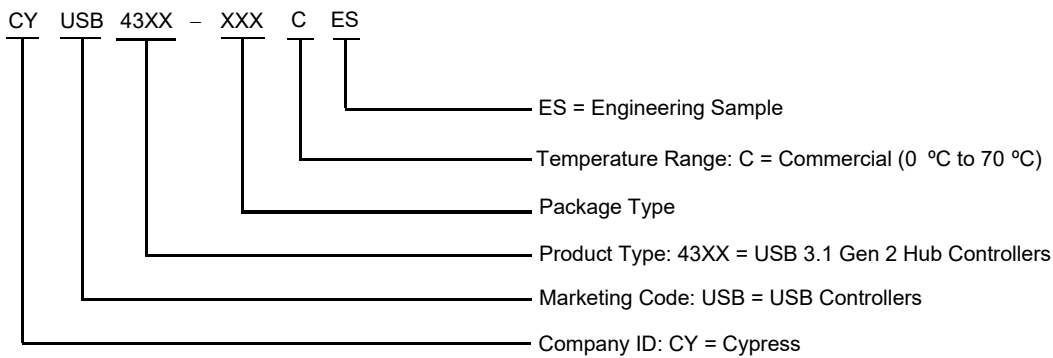 CY USB 43XX – XXX C ES
ES = Engineering Sample
Temperature Range: C = Commercial (0 ºC to 70 ºC)
Package Type
Product Type: 43XX = USB 3.1 Gen 2 Hub Controllers
Marketing Code: USB = USB Controllers
Company ID: CY = Cypress